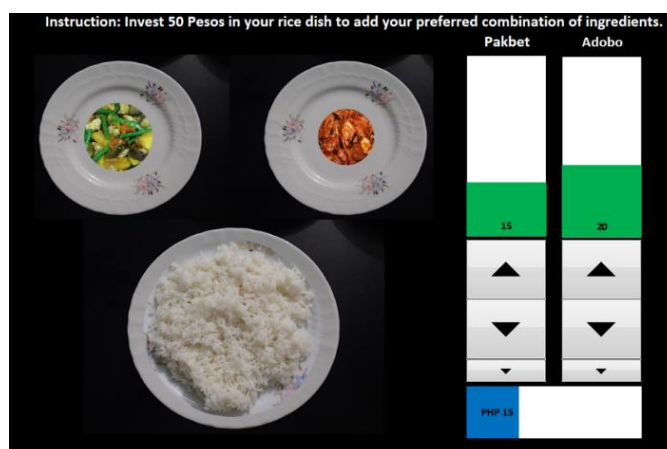 Instruction: Invest 50 Pesos in your rice dish to add your preferred combination of ingredients.
Pakbet Adobo
15 20
PHP 15